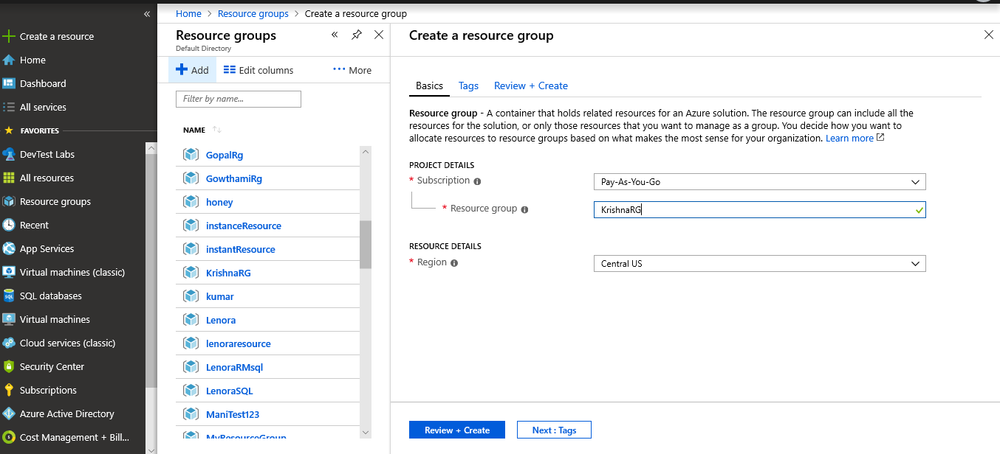 Home > Resource groups > Create a resource group
«
Create a resource
Home
Dashboard
All services
FAVORITES
DevTest Labs
All resources
Resource groups
Recent
App Services
Virtual machines (classic)
SQL databases
Virtual machines
Cloud services (classic)
Security Center
Subscriptions
Azure Active Directory
Cost Management + Bill...
Resource groups
Default Directory
«
Add
Edit columns
··· More
Filter by name...
NAME ↑↓
GopalRg
GowthamiRg
honey
instanceResource
instantResource
KrishnaRG
kumar
Lenora
lenoraresource
LenoraRMsql
LenoraSQL
ManiTest123
MyResourceGroup
Create a resource group
Basics Tags Review + Create
Resource group - A container that holds related resources for an Azure solution. The resource group can include all the
resources for the solution, or only those resources that you want to manage as a group. You decide how you want to
allocate resources to resource groups based on what makes the most sense for your organization. Learn more
PROJECT DETAILS
* Subscription
Pay-As-You-Go
* Resource group
KrishnaRG
RESOURCE DETAILS
* Region
Central US
Review + Create
Next : Tags